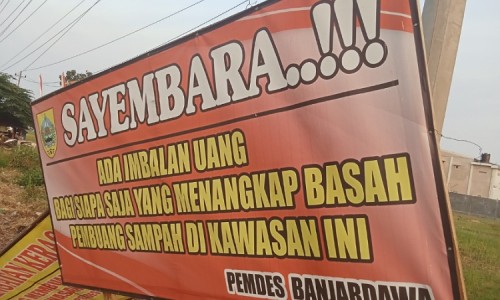 SAYEMBARA..!!!
ADA IMBALAN UANG
BAGI SIAPA SAJA YANG MENANGKAP BASAH
PEMBUANG SAMPAH DI KAWASAN INI
PEMDES BANJARDAWA